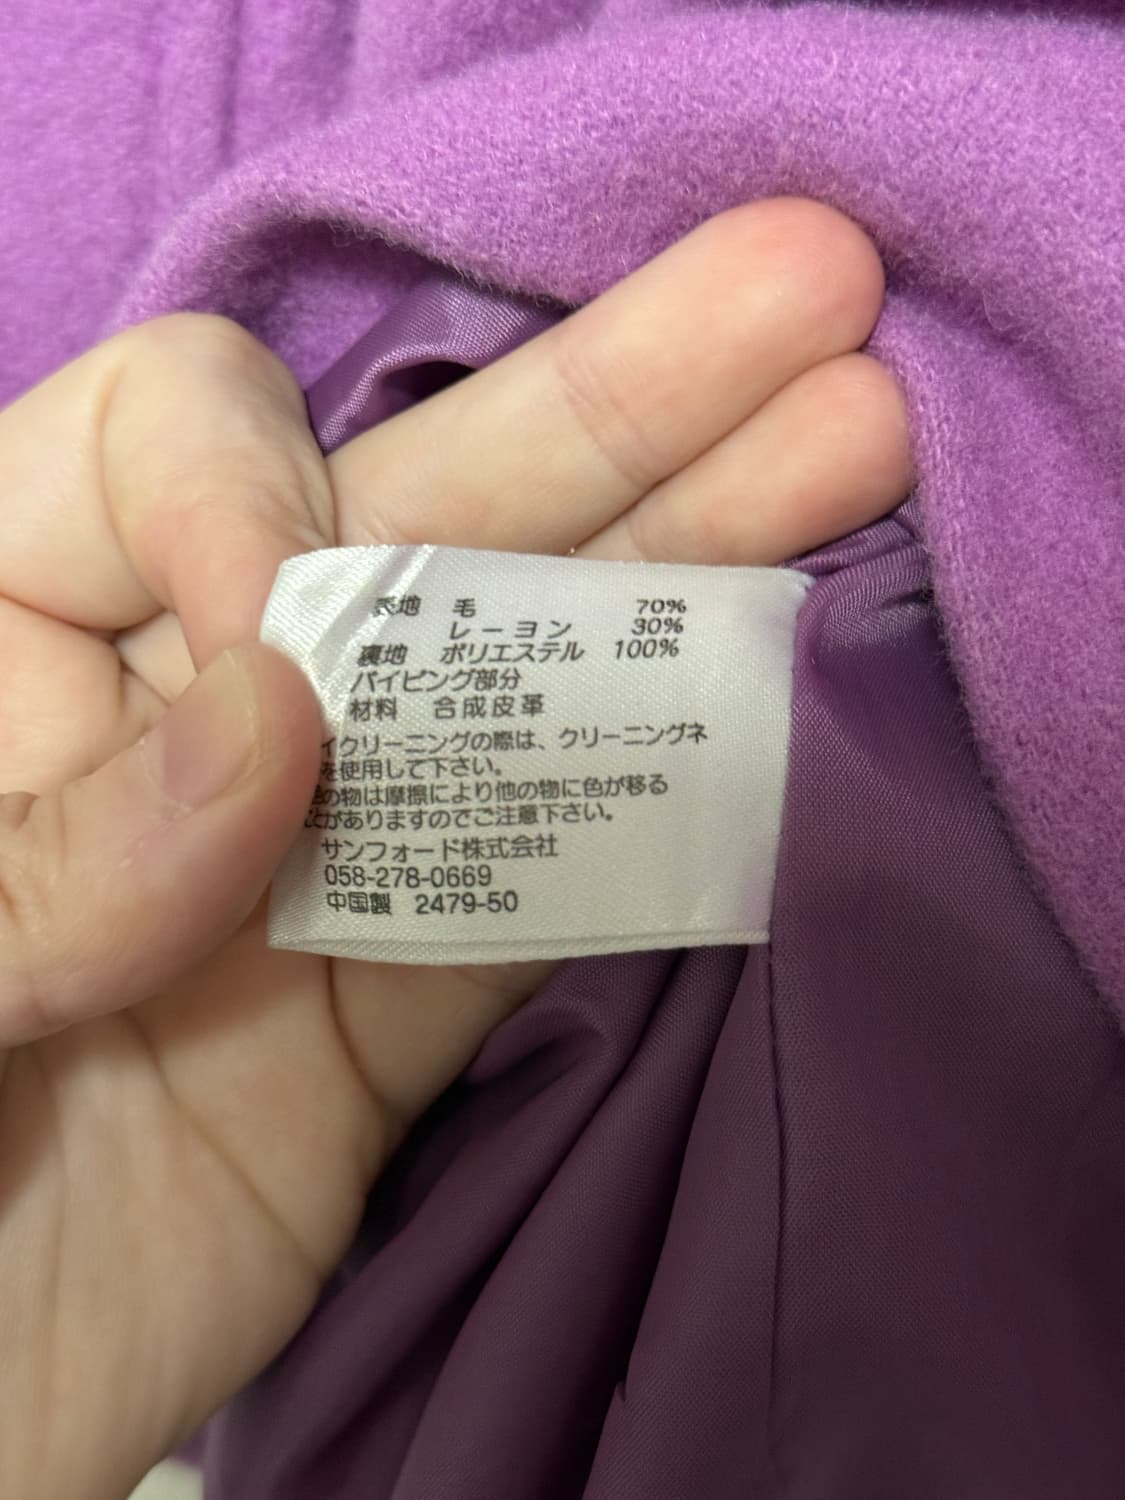 表地 毛 70%
レーヨン 30%
裏地 ポリエステル 100%
パイピング部分
材料 合成皮革
イクリーニングの際は、クリーニングネ
を使用して下さい。
色の物は摩擦により他の物に色が移る
ことがありますのでご注意下さい。
サンフォード株式会社
058-278-0669
中国製 2479-50